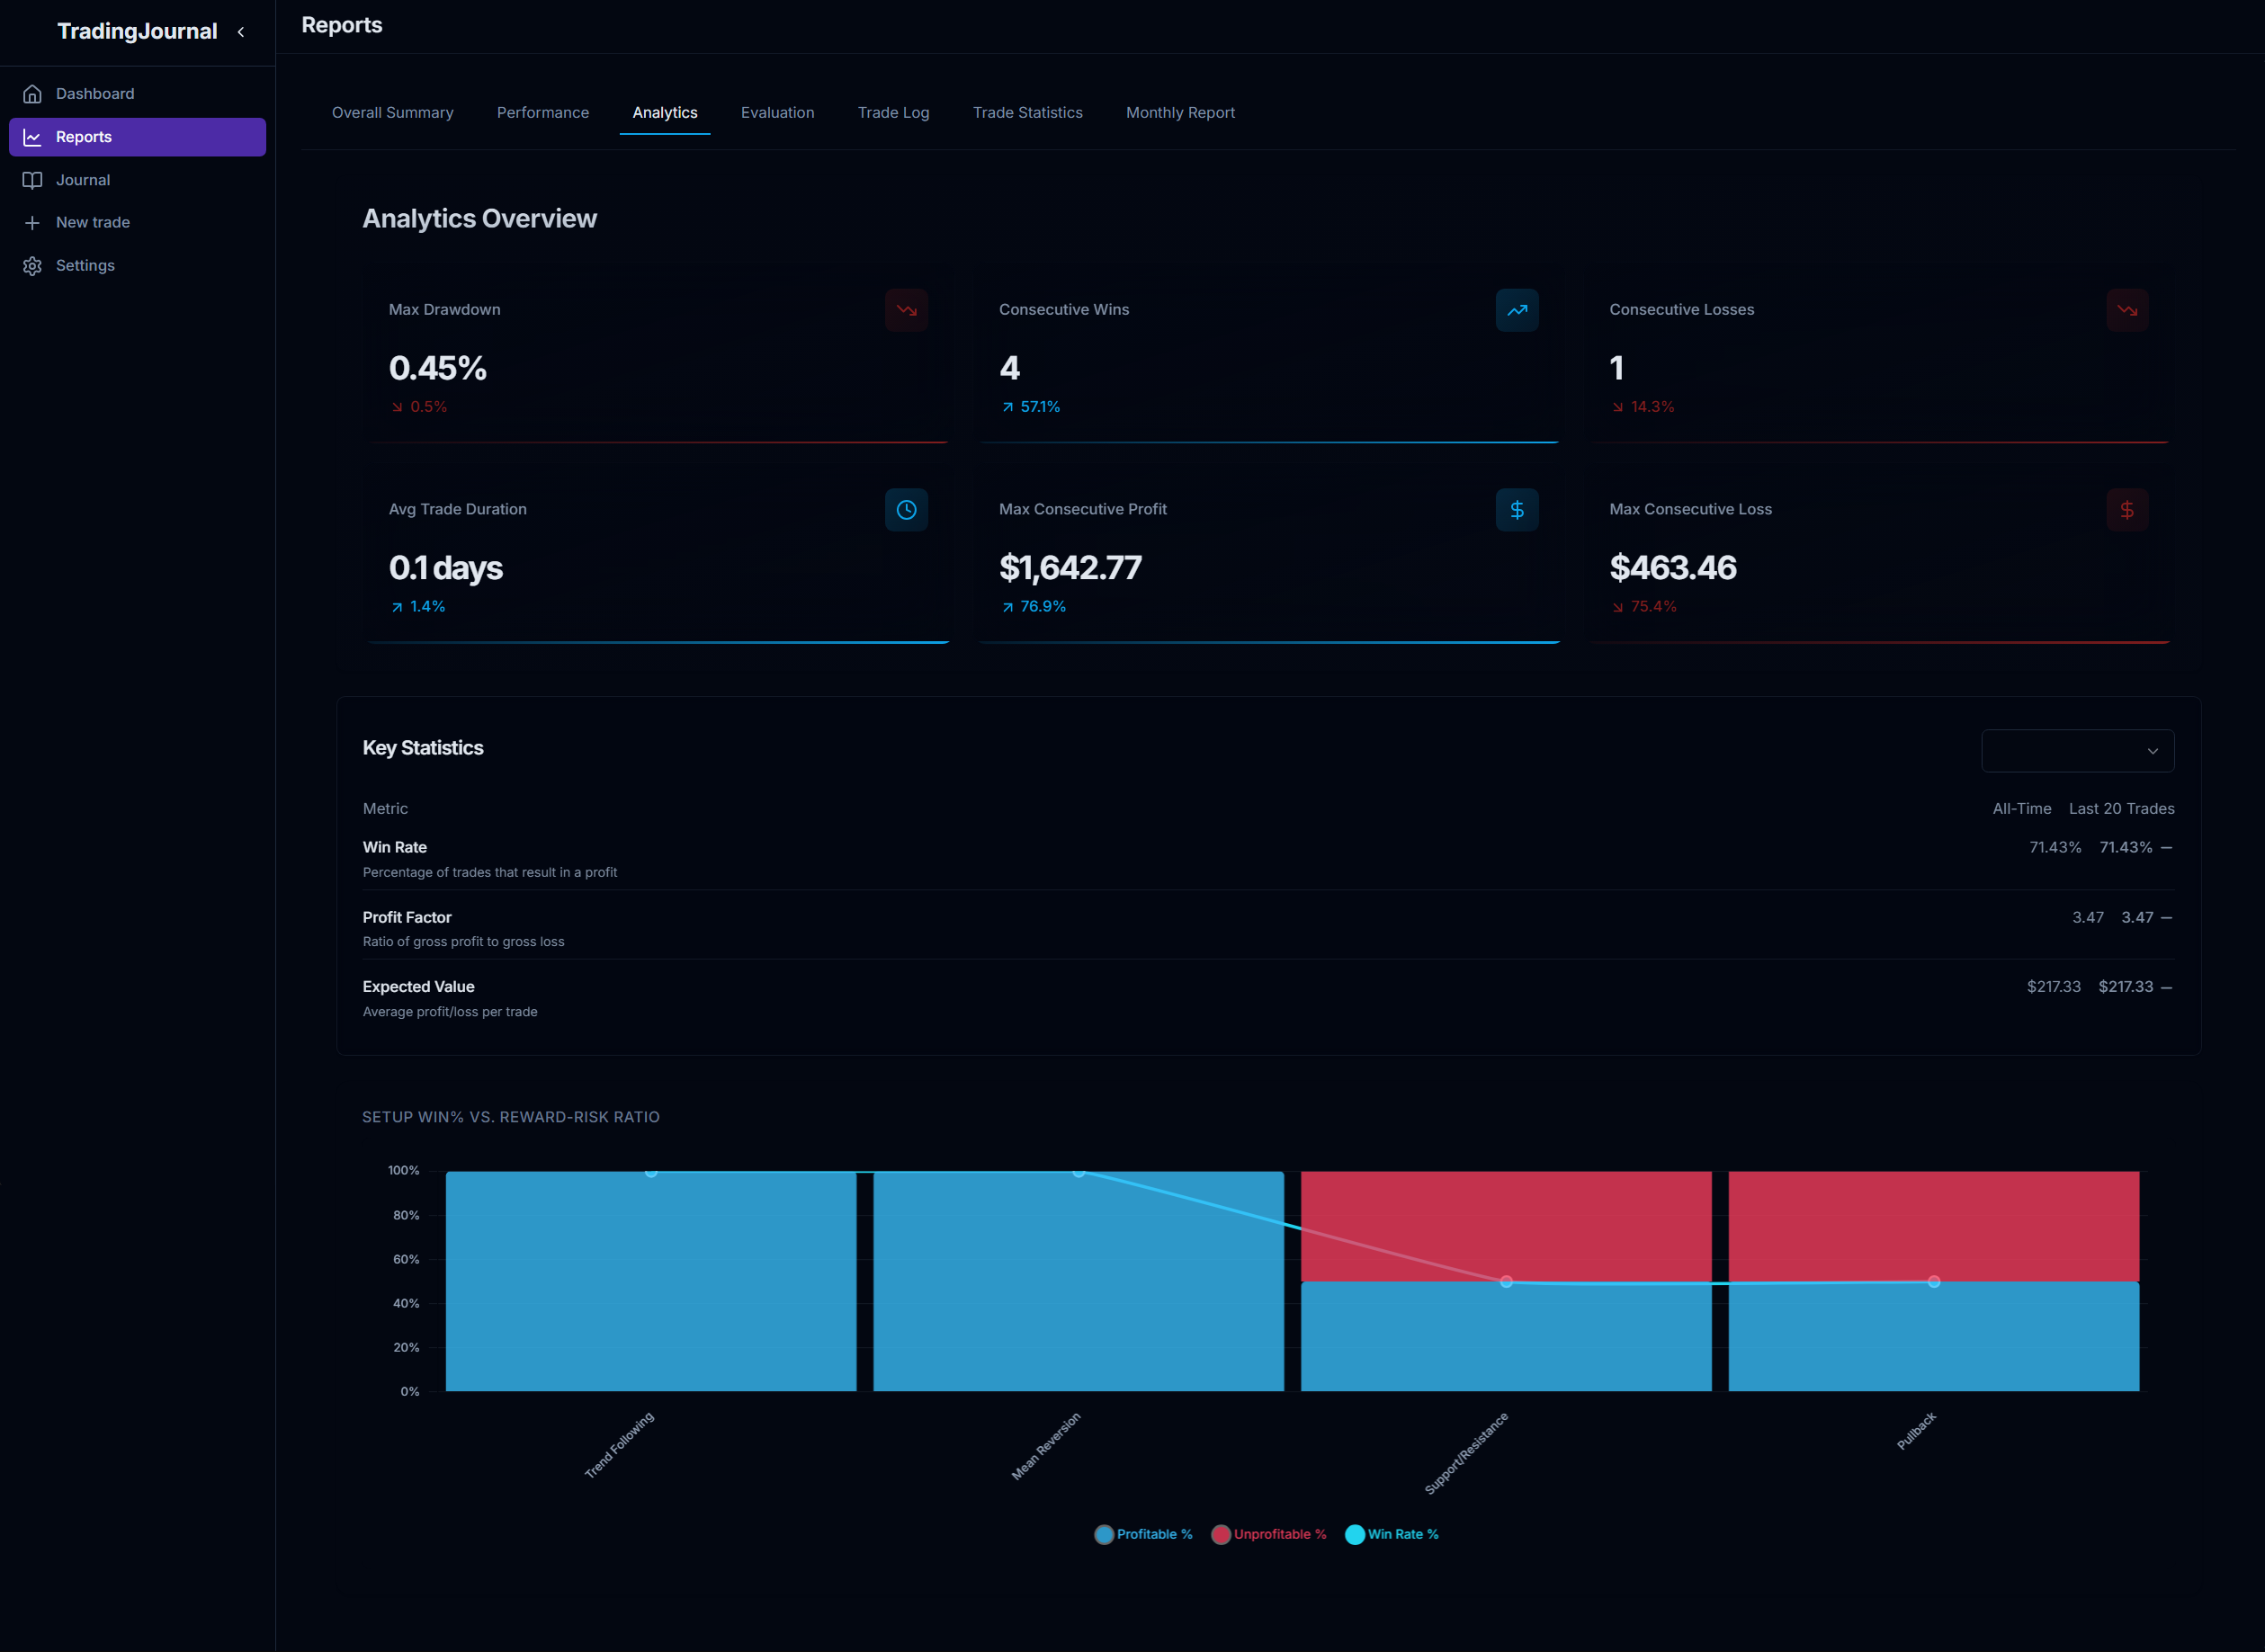 TradingJournal
Reports
Dashboard
Reports
Journal
New trade
Settings
Overall Summary Performance Analytics Evaluation Trade Log Trade Statistics Monthly Report
Analytics Overview
Max Drawdown
0.45%
0.5%
Consecutive Wins
4
57.1%
Consecutive Losses
1
14.3%
Avg Trade Duration
0.1 days
1.4%
Max Consecutive Profit
$1,642.77
76.9%
Max Consecutive Loss
$463.46
75.4%
Key Statistics
Metric All-Time Last 20 Trades
Win Rate 71.43% 71.43% —
Percentage of trades that result in a profit
Profit Factor 3.47 3.47 —
Ratio of gross profit to gross loss
Expected Value $217.33 $217.33 —
Average profit/loss per trade
SETUP WIN% VS. REWARD-RISK RATIO
100%
80%
60%
40%
20%
0%
Trend Following
Mean Reversion
Support/Resistance
Pullback
Profitable % Unprofitable % Win Rate %